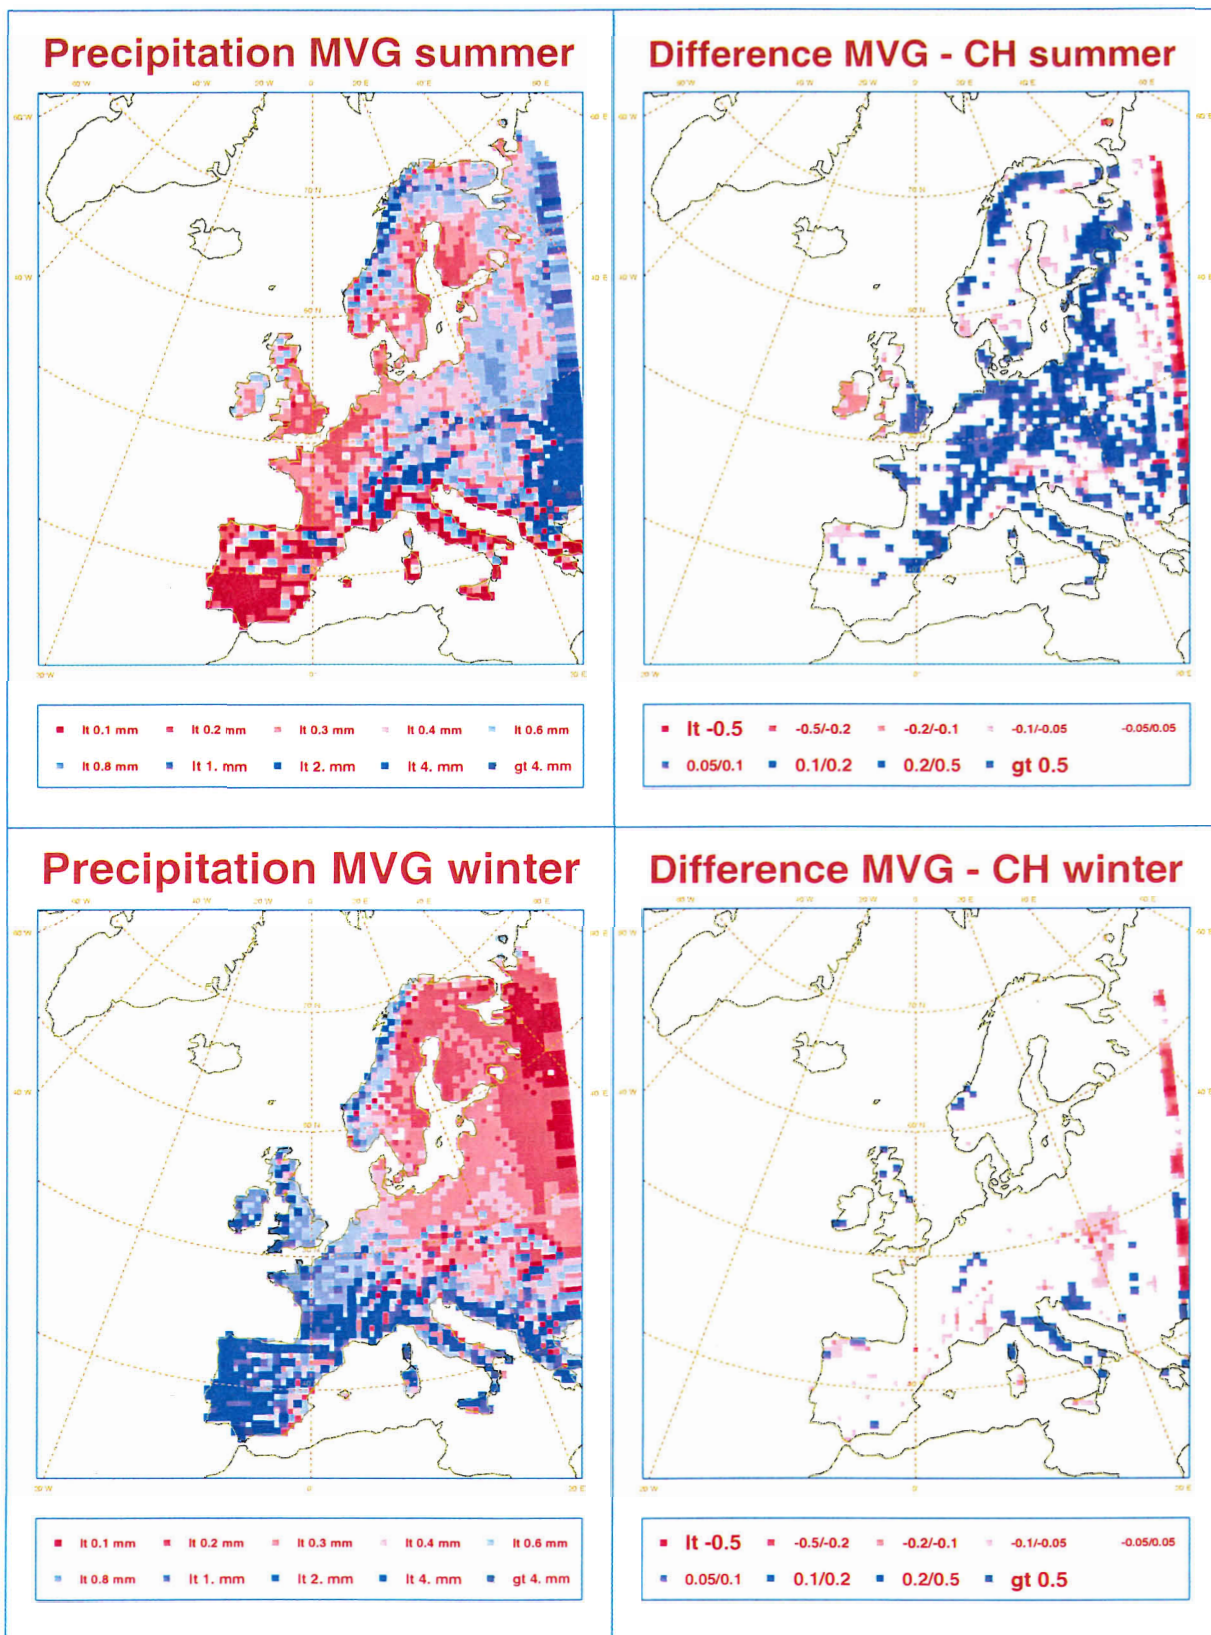 Precipitation MVG summer
lt 0.1 mm lt 0.2 mm lt 0.3 mm lt 0.4 mm lt 0.6 mm
lt 0.8 mm lt 1. mm lt 2. mm lt 4. mm gt 4. mm
Difference MVG - CH summer
lt -0.5 -0.5/-0.2 -0.2/-0.1 -0.1/-0.05 -0.05/0.05
0.05/0.1 0.1/0.2 0.2/0.5 gt 0.5
Precipitation MVG winter
lt 0.1 mm lt 0.2 mm lt 0.3 mm lt 0.4 mm lt 0.6 mm
lt 0.8 mm lt 1. mm lt 2. mm lt 4. mm gt 4. mm
Difference MVG - CH winter
lt -0.5 -0.5/-0.2 -0.2/-0.1 -0.1/-0.05 -0.05/0.05
0.05/0.1 0.1/0.2 0.2/0.5 gt 0.5